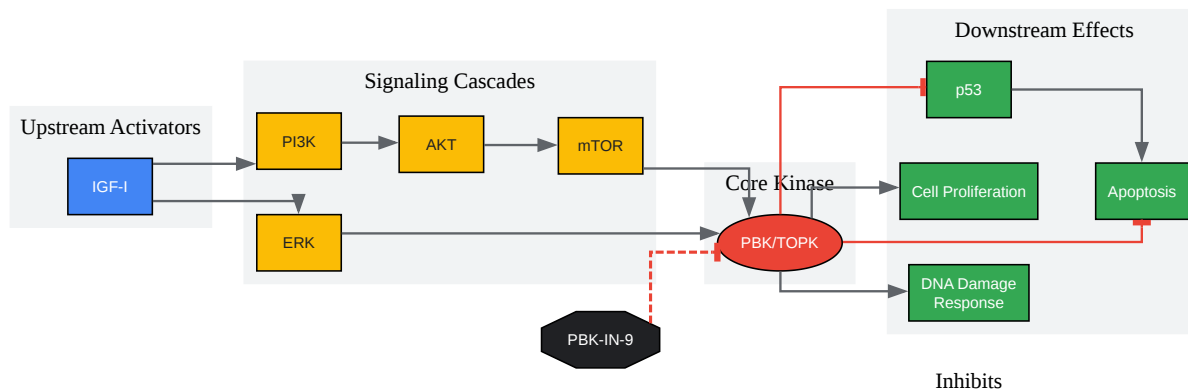 Upstream Activators
IGF-I
Signaling Cascades
PI3K
AKT
mTOR
ERK
Core Kinase
PBK/TOPK
PBK-IN-9
Downstream Effects
p53
Cell Proliferation
Apoptosis
DNA Damage
Response
Inhibits